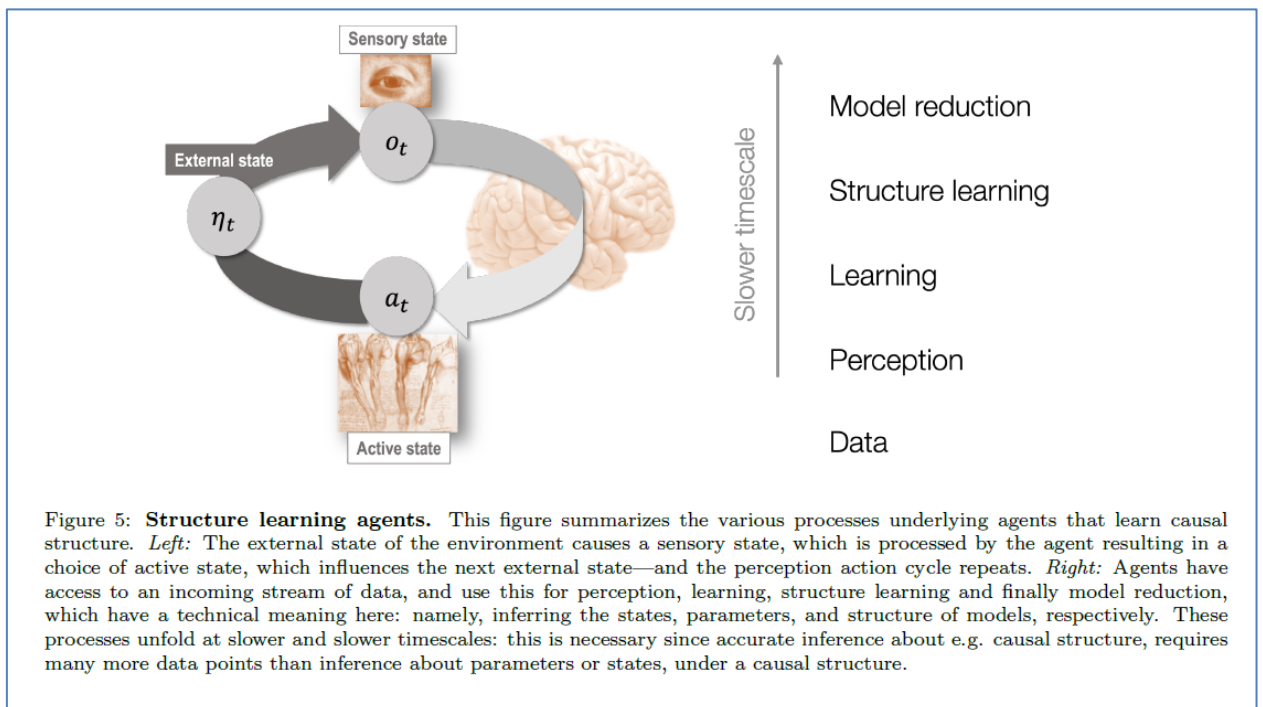 Sensory state
External state
o_t
η_t
a_t
Active state
Slower timescale
Model reduction
Structure learning
Learning
Perception
Data
Figure 5: Structure learning agents. This figure summarizes the various processes underlying agents that learn causal
structure. Left: The external state of the environment causes a sensory state, which is processed by the agent resulting in a
choice of active state, which influences the next external state—and the perception action cycle repeats. Right: Agents have
access to an incoming stream of data, and use this for perception, learning, structure learning and finally model reduction,
which have a technical meaning here: namely, inferring the states, parameters, and structure of models, respectively. These
processes unfold at slower and slower timescales: this is necessary since accurate inference about e.g. causal structure, requires
many more data points than inference about parameters or states, under a causal structure.